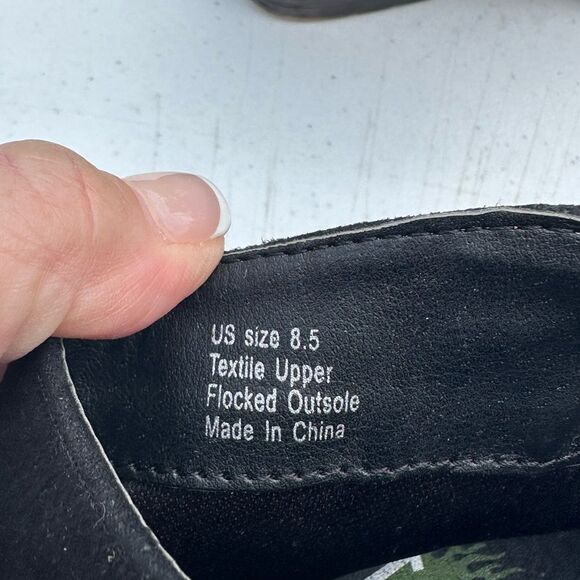 US size 8.5
Textile Upper
Flocked Outsole
Made In China